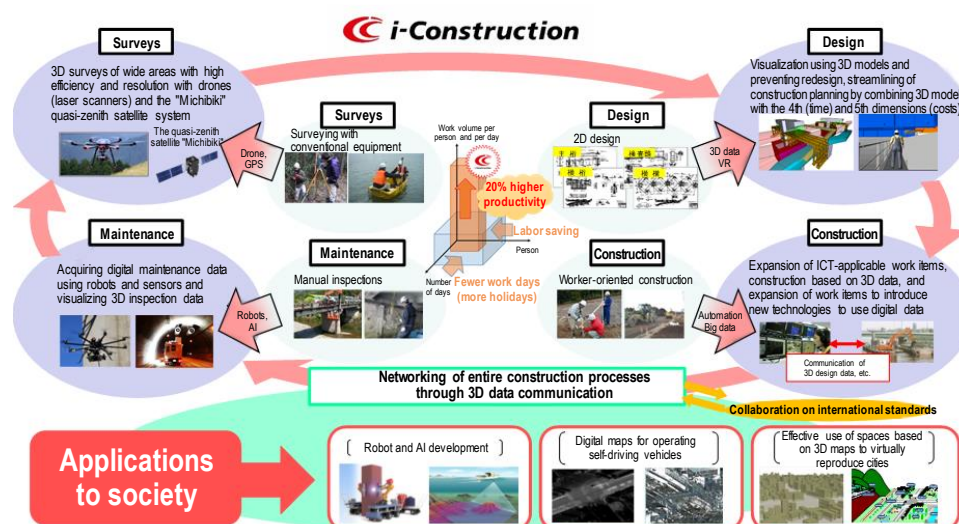 i-Construction
Surveys
3D surveys of wide areas with high
efficiency and resolution with drones
(laser scanners) and the "Michibiki"
quasi-zenith satellite system
The quasi-zenith
satellite "Michibiki"
Drone,
GPS
Surveys
Surveying with
conventional equipment
Work volume per
person and per day
20% higher
productivity
Labor saving
Person
Number
of days
Fewer work days
(more holidays)
Design
2D design
主桁
横桁
3D data
VR
Design
Visualization using 3D models and
preventing redesign, streamlining of
construction planning by combining 3D model
with the 4th (time) and 5th dimensions (costs)
Maintenance
Acquiring digital maintenance data
using robots and sensors and
visualizing 3D inspection data
Robots,
AI
Maintenance
Manual inspections
Construction
Worker-oriented construction
Automation
Big data
Construction
Expansion of ICT-applicable work items,
construction based on 3D data, and
expansion of work items to introduce
new technologies to use digital data
Communication of
3D design data, etc.
Networking of entire construction processes
through 3D data communication
Collaboration on international standards
Applications
to society
Robot and AI development
Digital maps for operating
self-driving vehicles
Effective use of spaces based
on 3D maps to virtually
reproduce cities